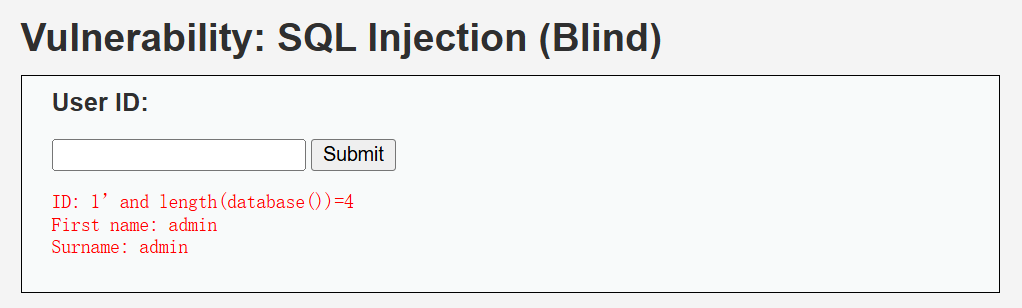 Vulnerability: SQL Injection (Blind)
User ID:
Submit
ID: 1’ and length(database())=4
First name: admin
Surname: admin